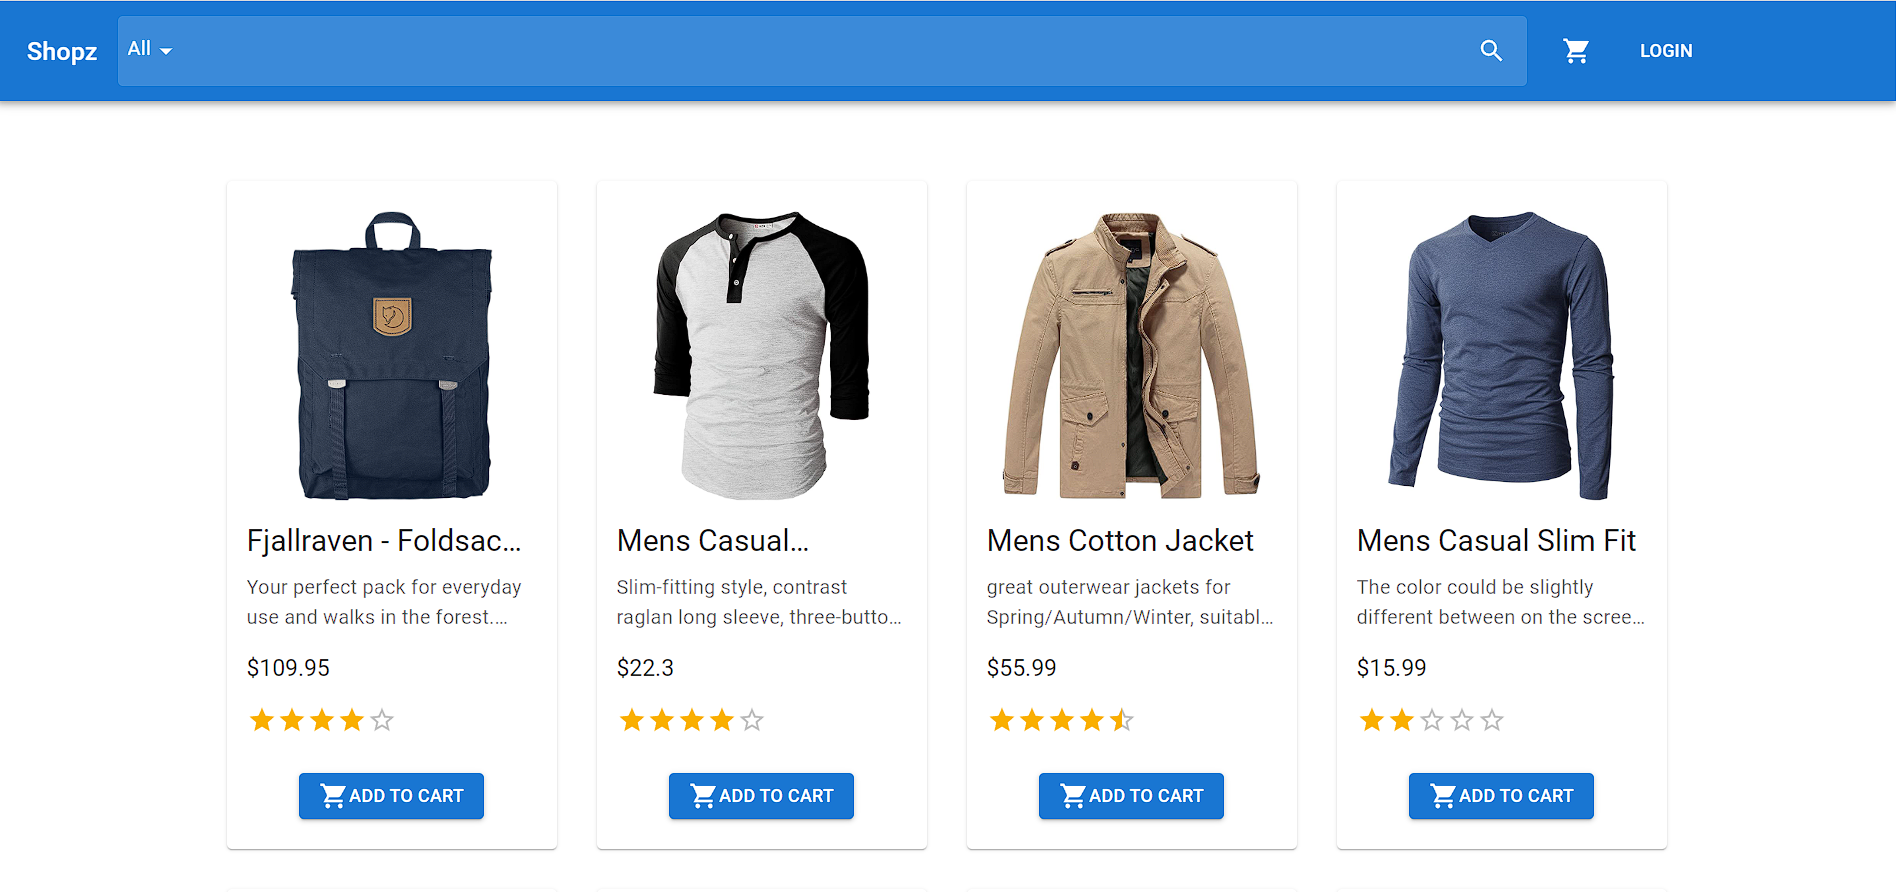 Shopz
All
LOGIN
Fjallraven - Foldsac...
Mens Casual...
Mens Cotton Jacket
Mens Casual Slim Fit
Your perfect pack for everyday
use and walks in the forest....
Slim-fitting style, contrast
raglan long sleeve, three-butto...
great outerwear jackets for
Spring/Autumn/Winter, suitabl...
The color could be slightly
different between on the scree...
$109.95
$22.3
$55.99
$15.99
ADD TO CART
ADD TO CART
ADD TO CART
ADD TO CART